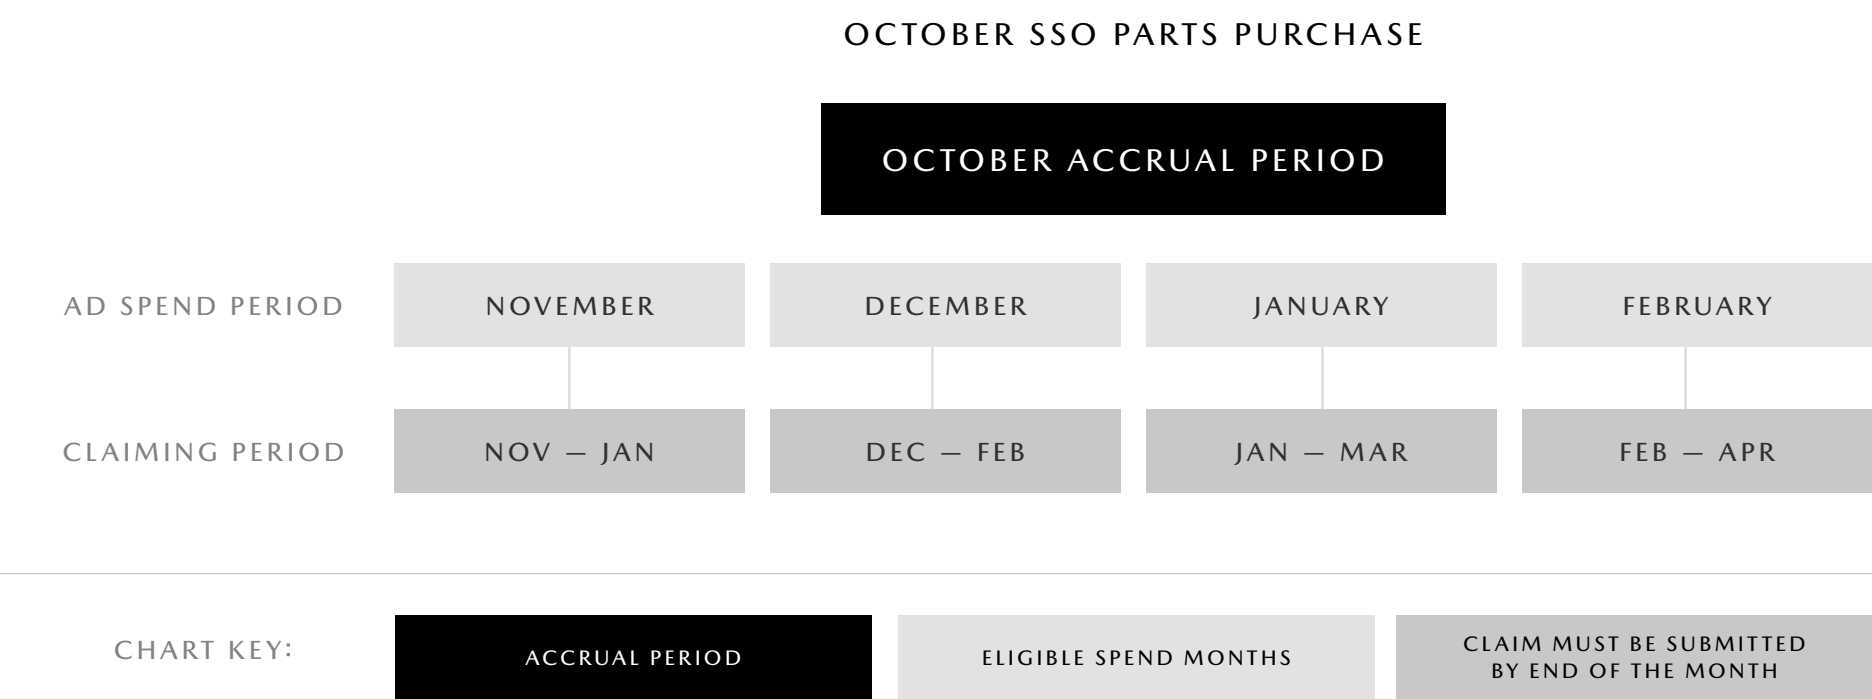 OCTOBER SSO PARTS PURCHASE
OCTOBER ACCRUAL PERIOD
AD SPEND PERIOD NOVEMBER DECEMBER JANUARY FEBRUARY
CLAIMING PERIOD NOV — JAN DEC — FEB JAN — MAR FEB — APR
CHART KEY: ACCRUAL PERIOD ELIGIBLE SPEND MONTHS CLAIM MUST BE SUBMITTED
BY END OF THE MONTH